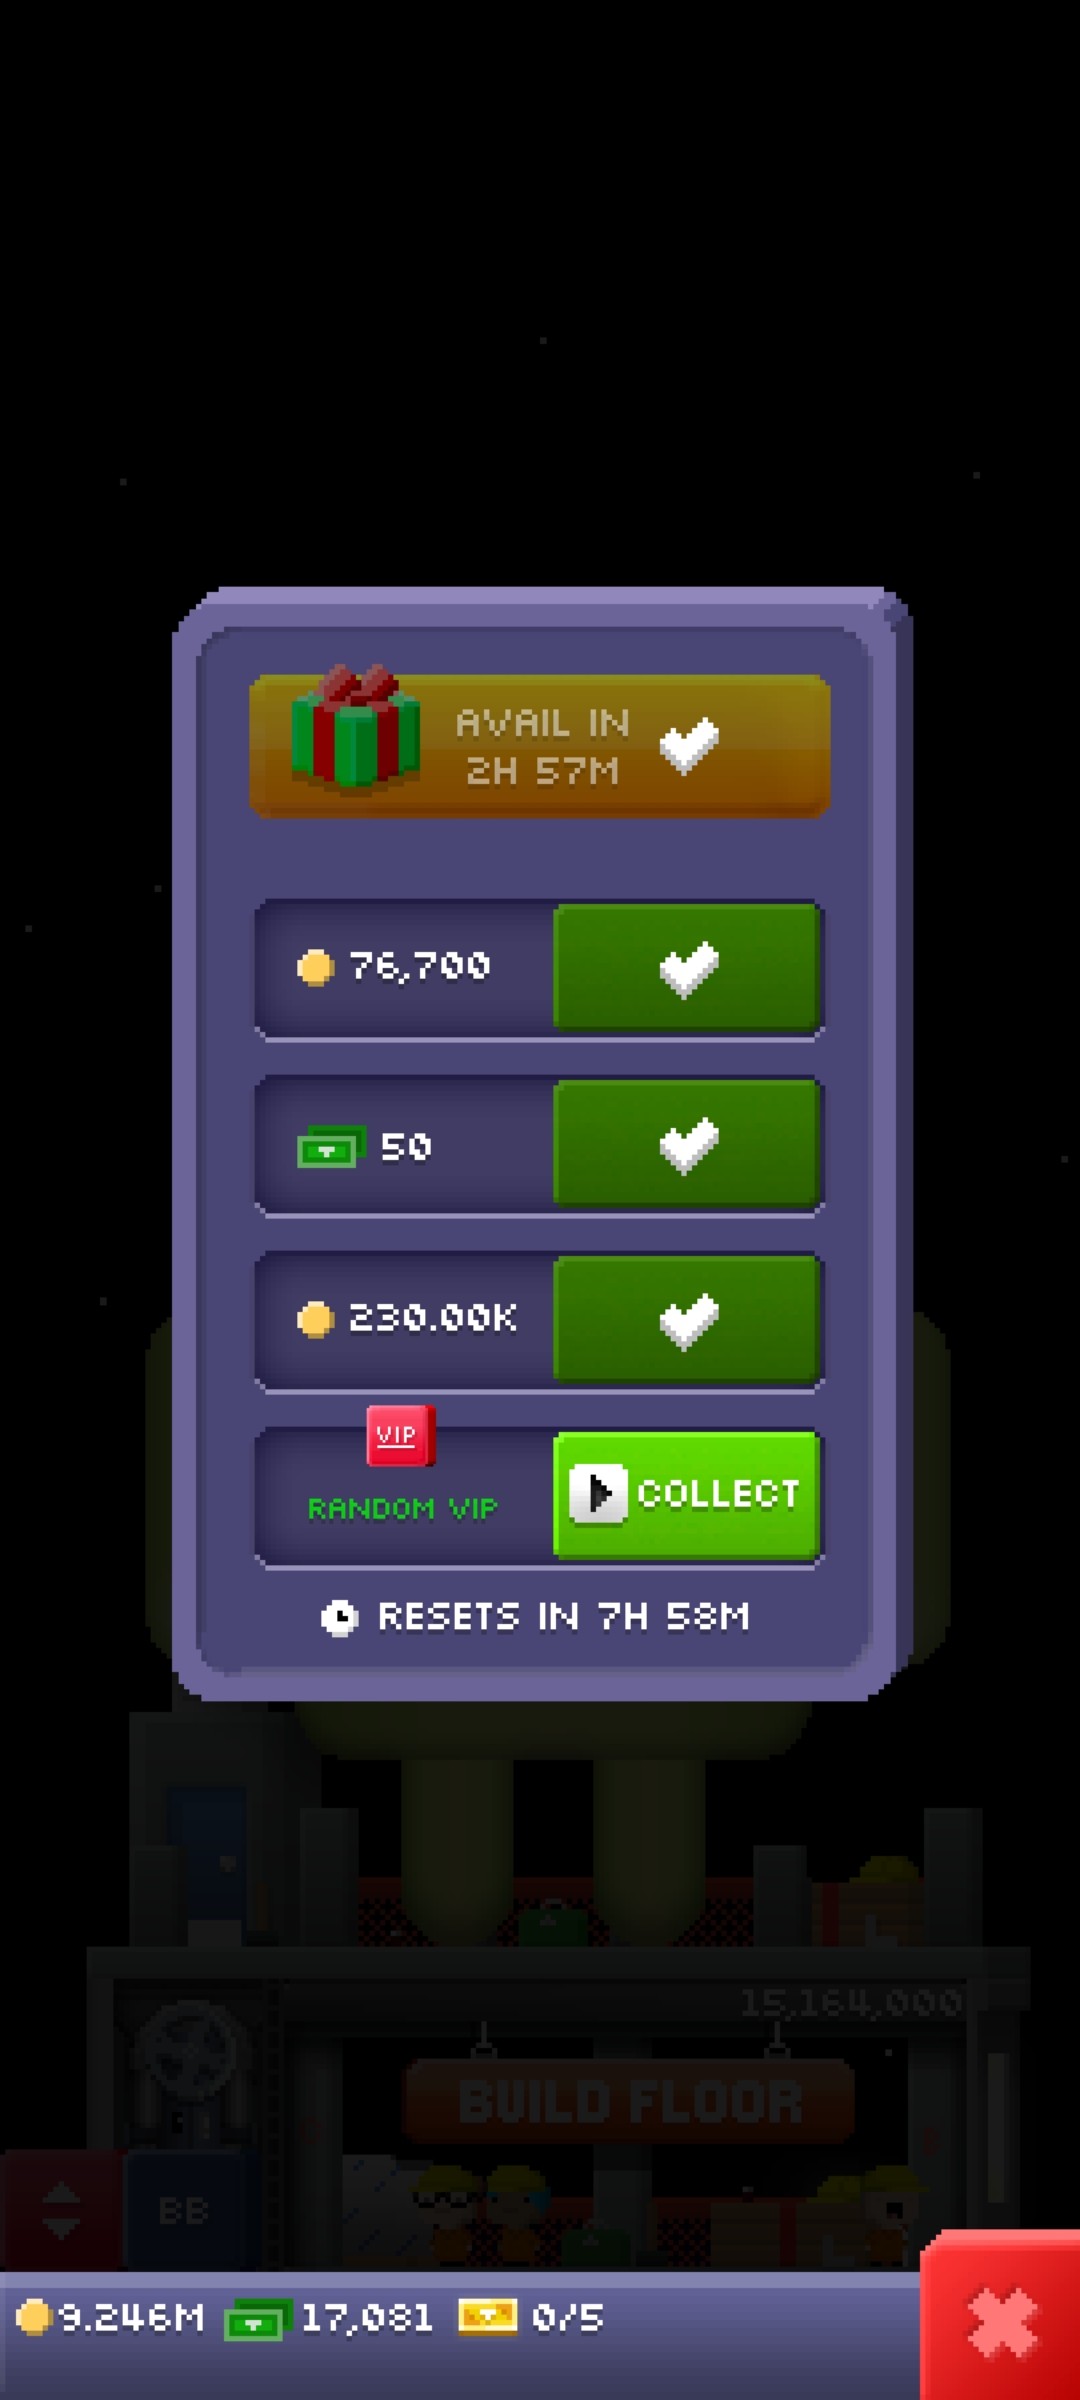 AVAIL IN
2H 57M
76,700
50
230.00K
VIP
RANDOM VIP
COLLECT
RESETS IN 7H 58M
15,164,000
BUILD FLOOR
BB
9.246M 17,081 0/5